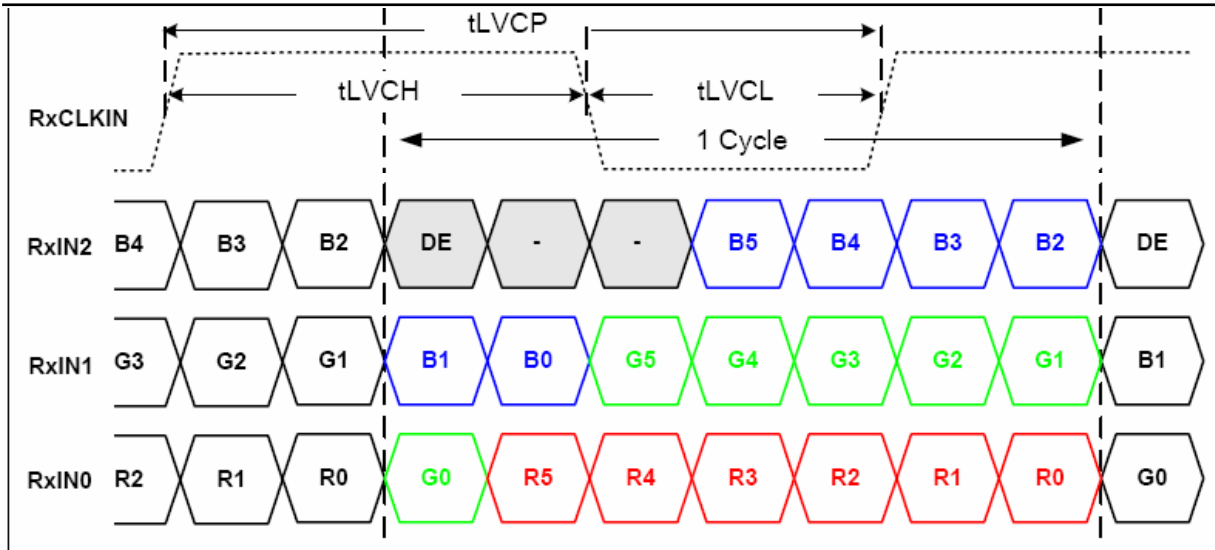 tLVCP
tLVCH tLVCL
RxCLKIN
1 Cycle
RxIN2 B4 B3 B2 DE - - B5 B4 B3 B2 DE
RxIN1 G3 G2 G1 B1 B0 G5 G4 G3 G2 G1 B1
RxIN0 R2 R1 R0 G0 R5 R4 R3 R2 R1 R0 G0